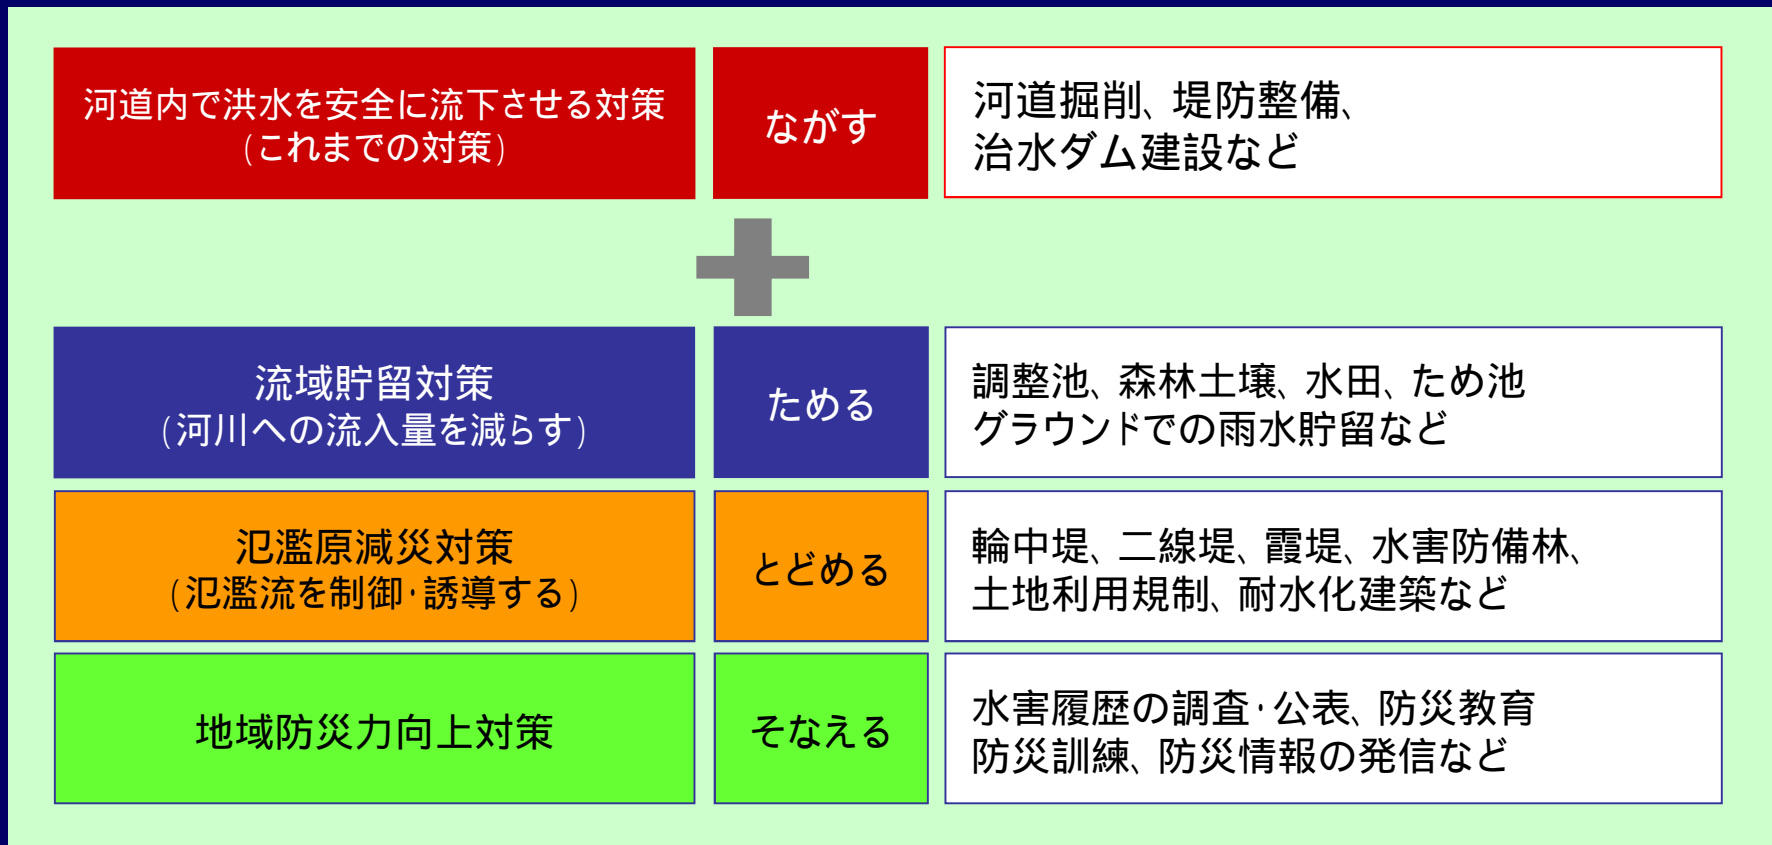 河道内で洪水を安全に流下させる対策
(これまでの対策)
ながす
河道掘削、堤防整備、
治水ダム建設など
流域貯留対策
(河川への流入量を減らす)
ためる
調整池、森林土壌、水田、ため池
グラウンドでの雨水貯留など
氾濫原減災対策
(氾濫流を制御・誘導する)
とどめる
輪中堤、二線堤、霞堤、水害防備林、
土地利用規制、耐水化建築など
地域防災力向上対策
そなえる
水害履歴の調査・公表、防災教育
防災訓練、防災情報の発信など